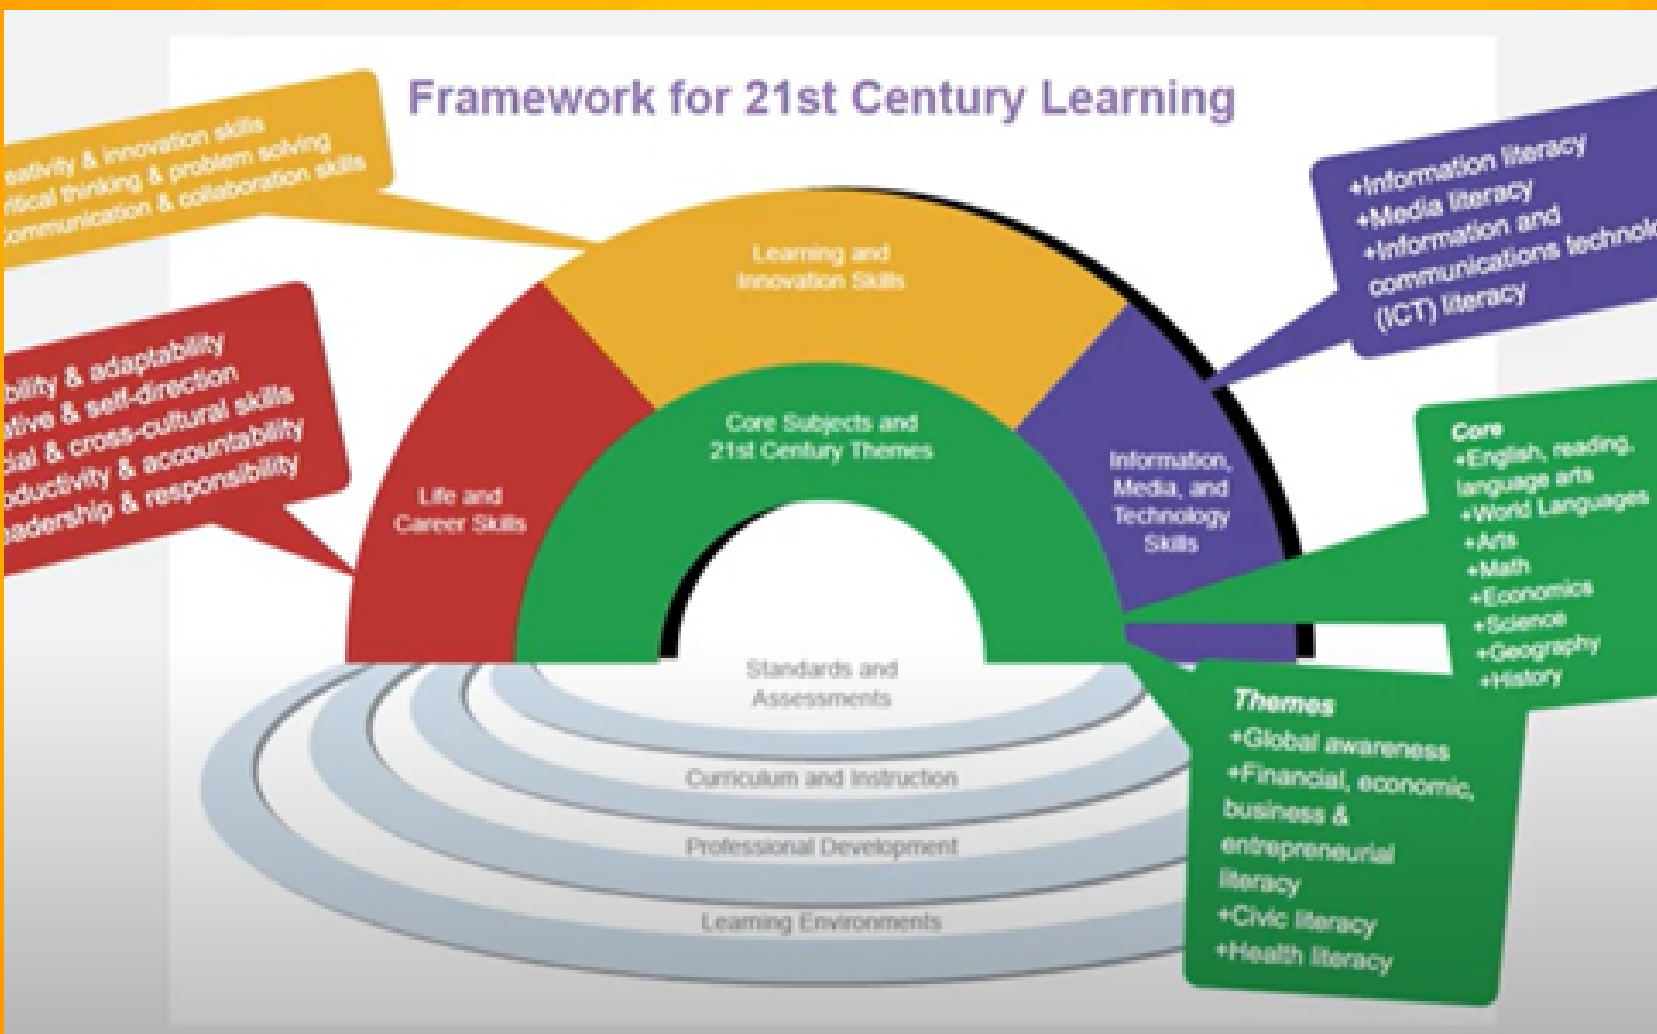 Framework for 21st Century Learning
eativity & innovation skills
ritical thinking & problem solving
ommunication & collaboration skills
bility & adaptability
ative & self-direction
cial & cross-cultural skills
oductivity & accountability
eadership & responsibility
Learning and
Innovation Skills
Core Subjects and
21st Century Themes
Life and
Career Skills
Information,
Media, and
Technology
Skills
+Information literacy
+Media literacy
+Information and
communications technolo
(ICT) literacy
Core
+English, reading,
language arts
+World Languages
+Arts
+Math
+Economics
+Science
+Geography
+History
Themes
+Global awareness
+Financial, economic,
business &
entrepreneurial
literacy
+Civic literacy
+Health literacy
Standards and
Assessments
Curriculum and Instruction
Professional Development
Learning Environments